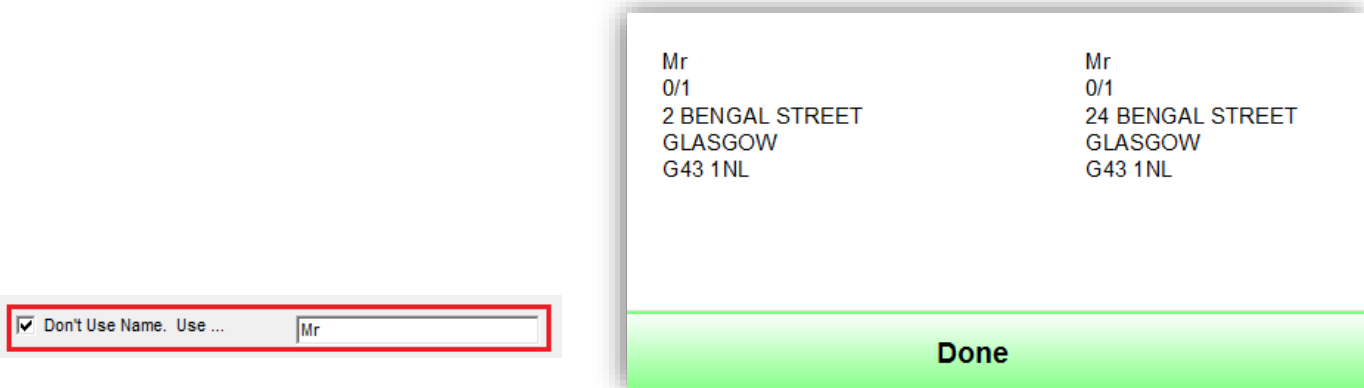 Mr
0/1
2 BENGAL STREET
GLASGOW
G43 1NL
Mr
0/1
24 BENGAL STREET
GLASGOW
G43 1NL
Don't Use Name.  Use ...
Mr
Done